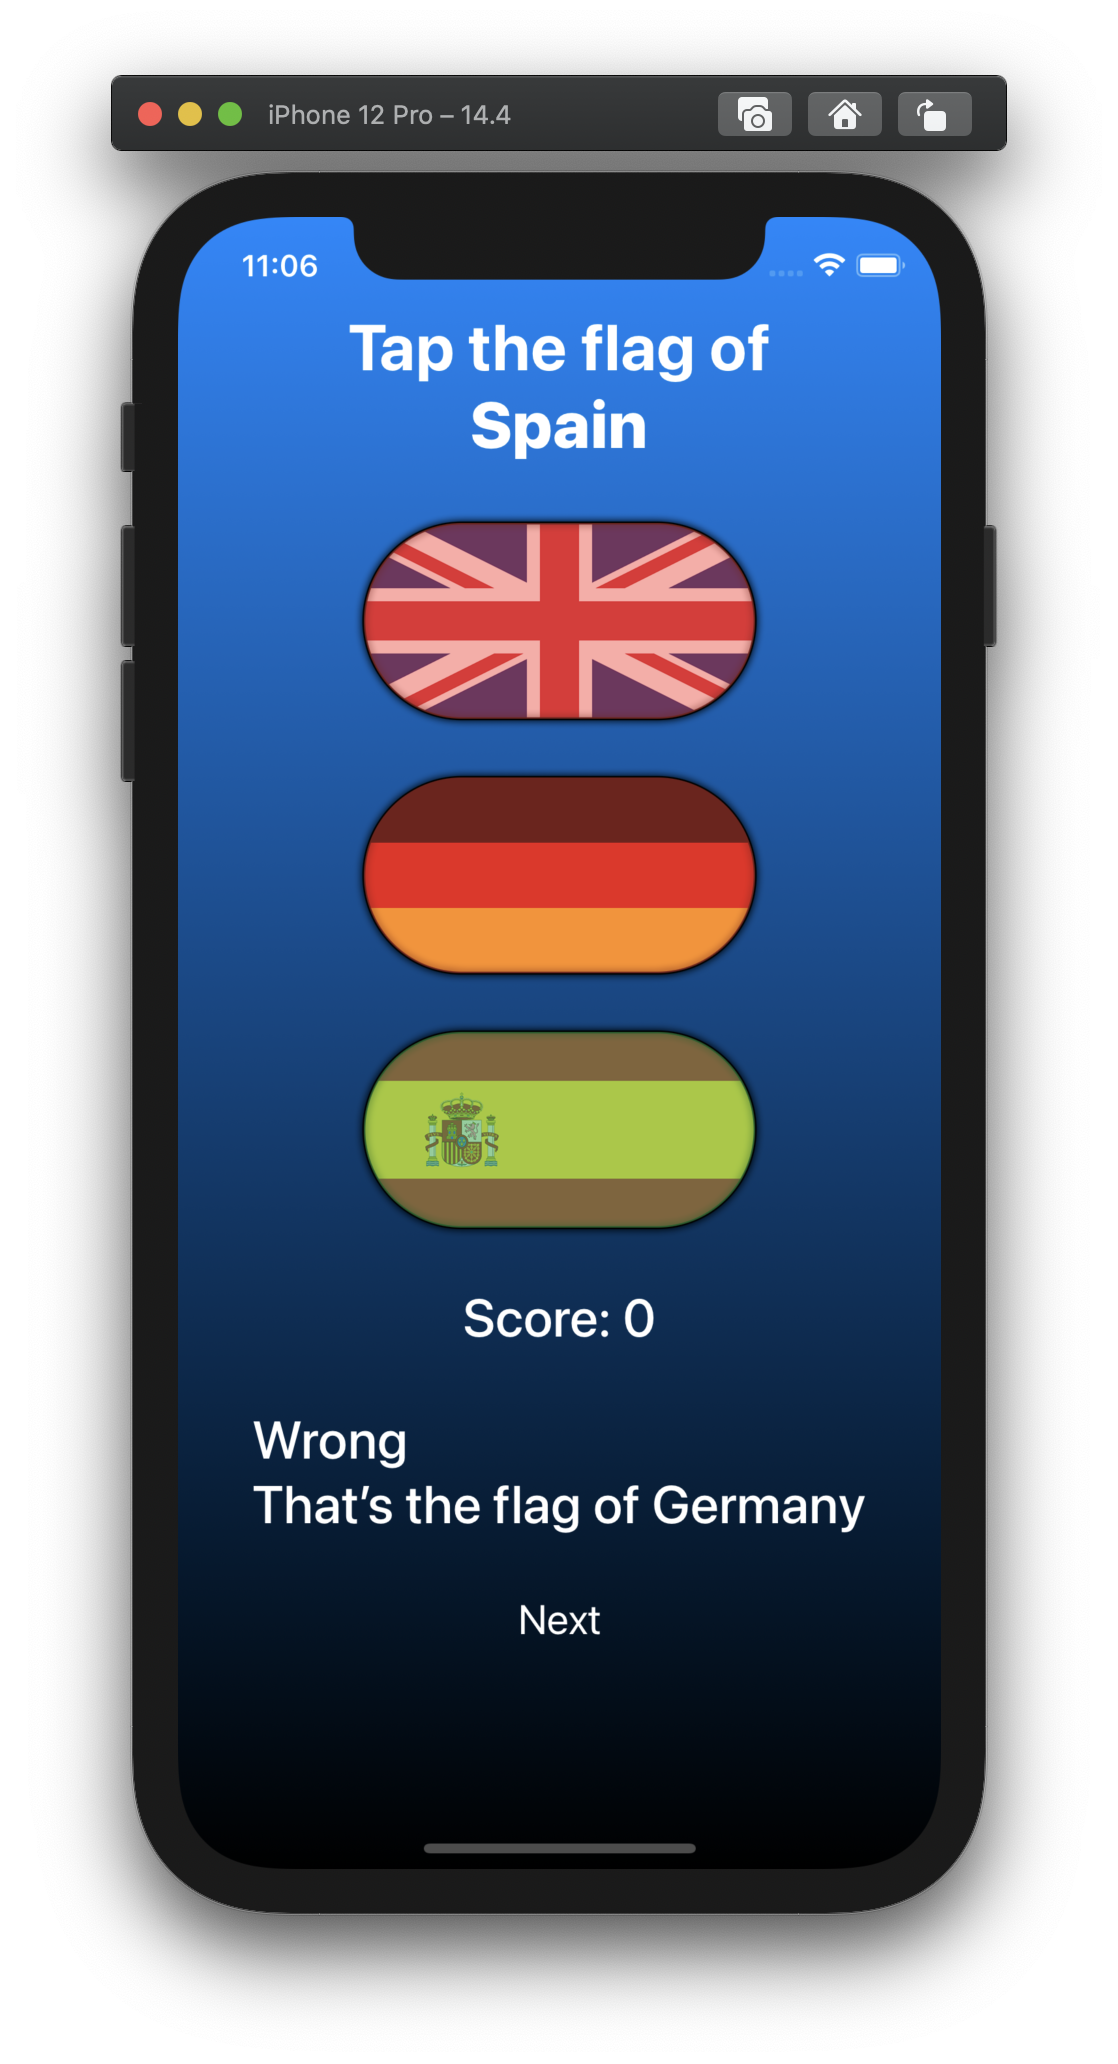 iPhone 12 Pro – 14.4
11:06
Tap the flag of
Spain
Score: 0
Wrong
That’s the flag of Germany
Next